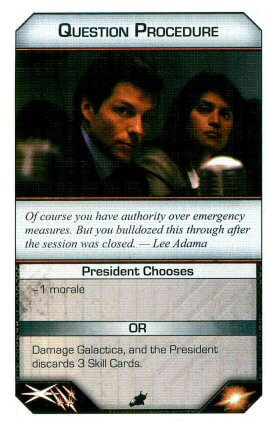 QUESTION PROCEDURE
Of course you have authority over emergency
measures. But you bulldozed this through after
the session was closed. — Lee Adama
President Chooses
-1 morale
OR
Damage Galactica, and the President
discards 3 Skill Cards.